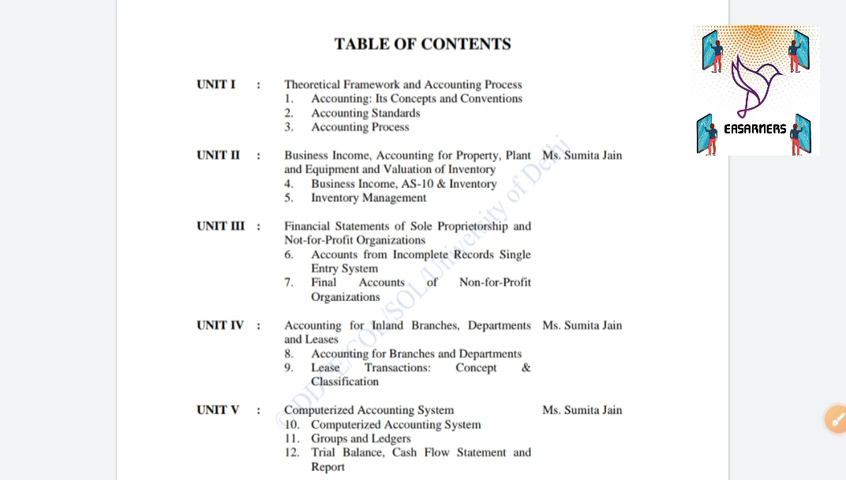 TABLE OF CONTENTS
EASARNERS
UNIT I : Theoretical Framework and Accounting Process
1. Accounting: Its Concepts and Conventions
2. Accounting Standards
3. Accounting Process
UNIT II : Business Income, Accounting for Property, Plant Ms. Sumita Jain
and Equipment and Valuation of Inventory
4. Business Income, AS-10 & Inventory
5. Inventory Management
UNIT III : Financial Statements of Sole Proprietorship and
Not-for-Profit Organizations
6. Accounts from Incomplete Records Single
Entry System
7. Final Accounts of Non-for-Profit
Organizations
UNIT IV : Accounting for Inland Branches, Departments Ms. Sumita Jain
and Leases
8. Accounting for Branches and Departments
9. Lease Transactions: Concept &
Classification
UNIT V : Computerized Accounting System Ms. Sumita Jain
10. Computerized Accounting System
11. Groups and Ledgers
12. Trial Balance, Cash Flow Statement and
Report
University of Delhi